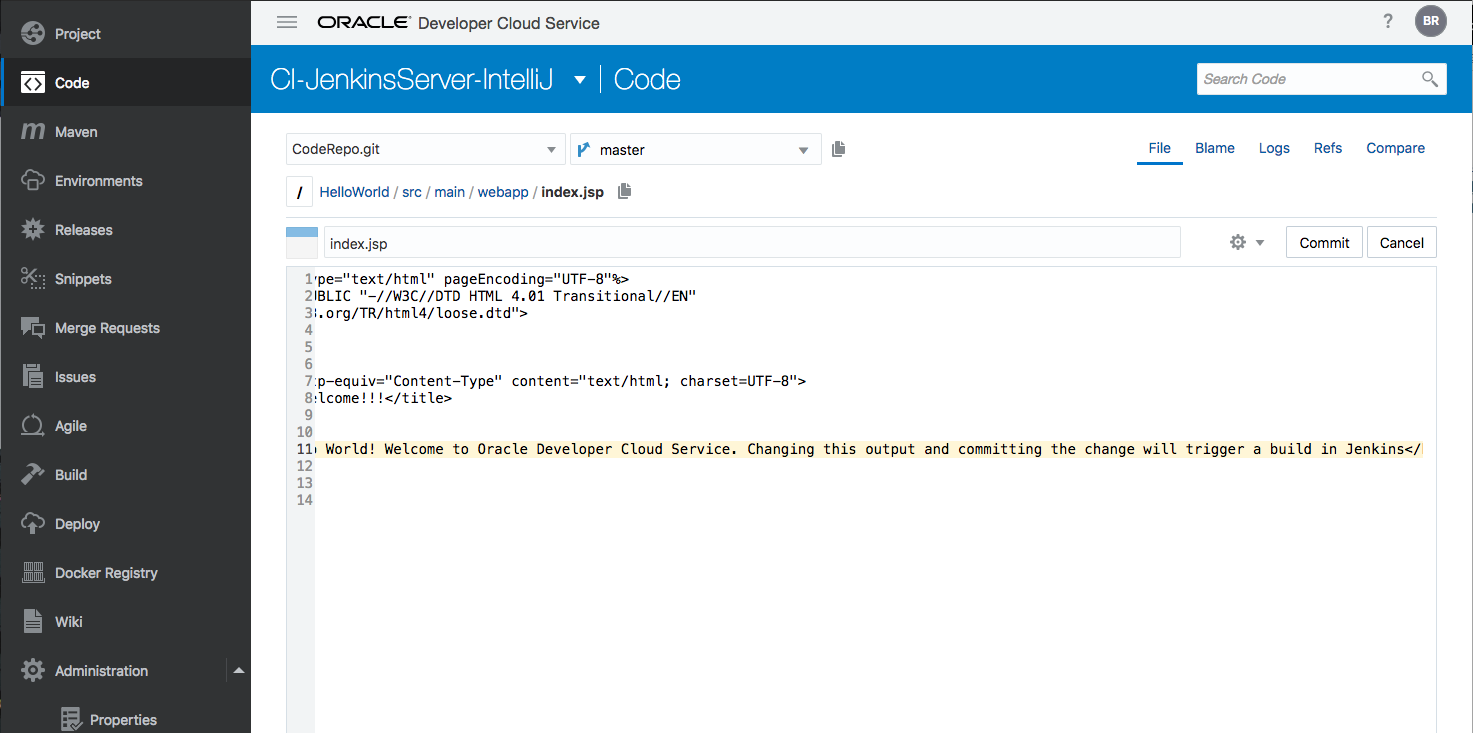 ORACLE® Developer Cloud Service
?
BR
Project
Code
Maven
Environments
Releases
Snippets
Merge Requests
Issues
Agile
Build
Deploy
Docker Registry
Wiki
Administration
Properties
CI-JenkinsServer-IntelliJ
Code
Search Code
CodeRepo.git
master
File
Blame
Logs
Refs
Compare
/ HelloWorld / src / main / webapp / index.jsp
index.jsp
Commit
Cancel
1 ype="text/html" pageEncoding="UTF-8"%>
2 UBLIC "-//W3C//DTD HTML 4.01 Transitional//EN"
3 .org/TR/html4/loose.dtd">
4
5
6
7 p-equiv="Content-Type" content="text/html; charset=UTF-8">
8 elcome!!!</title>
9
10
11 World! Welcome to Oracle Developer Cloud Service. Changing this output and committing the change will trigger a build in Jenkins</
12
13
14